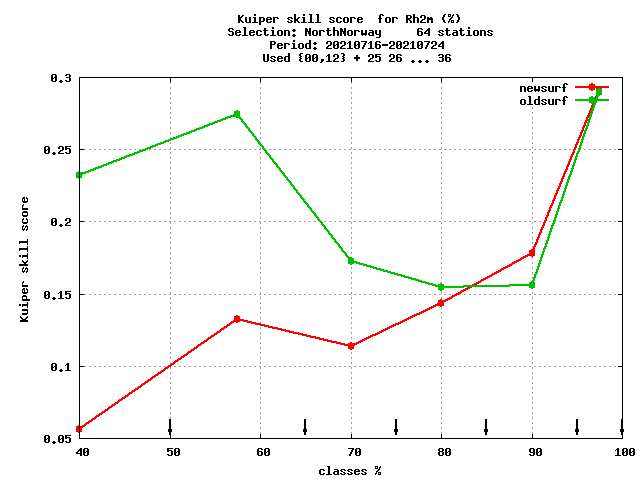 Kuiper skill score  for Rh2m (%)
Selection: NorthNorway     64 stations
Period: 20210716-20210724
Used {00,12} + 25 26 ... 36
newsurf
oldsurf
0.3
0.25
0.2
0.15
0.1
0.05
Kuiper skill score
40 50 60 70 80 90 100
classes %